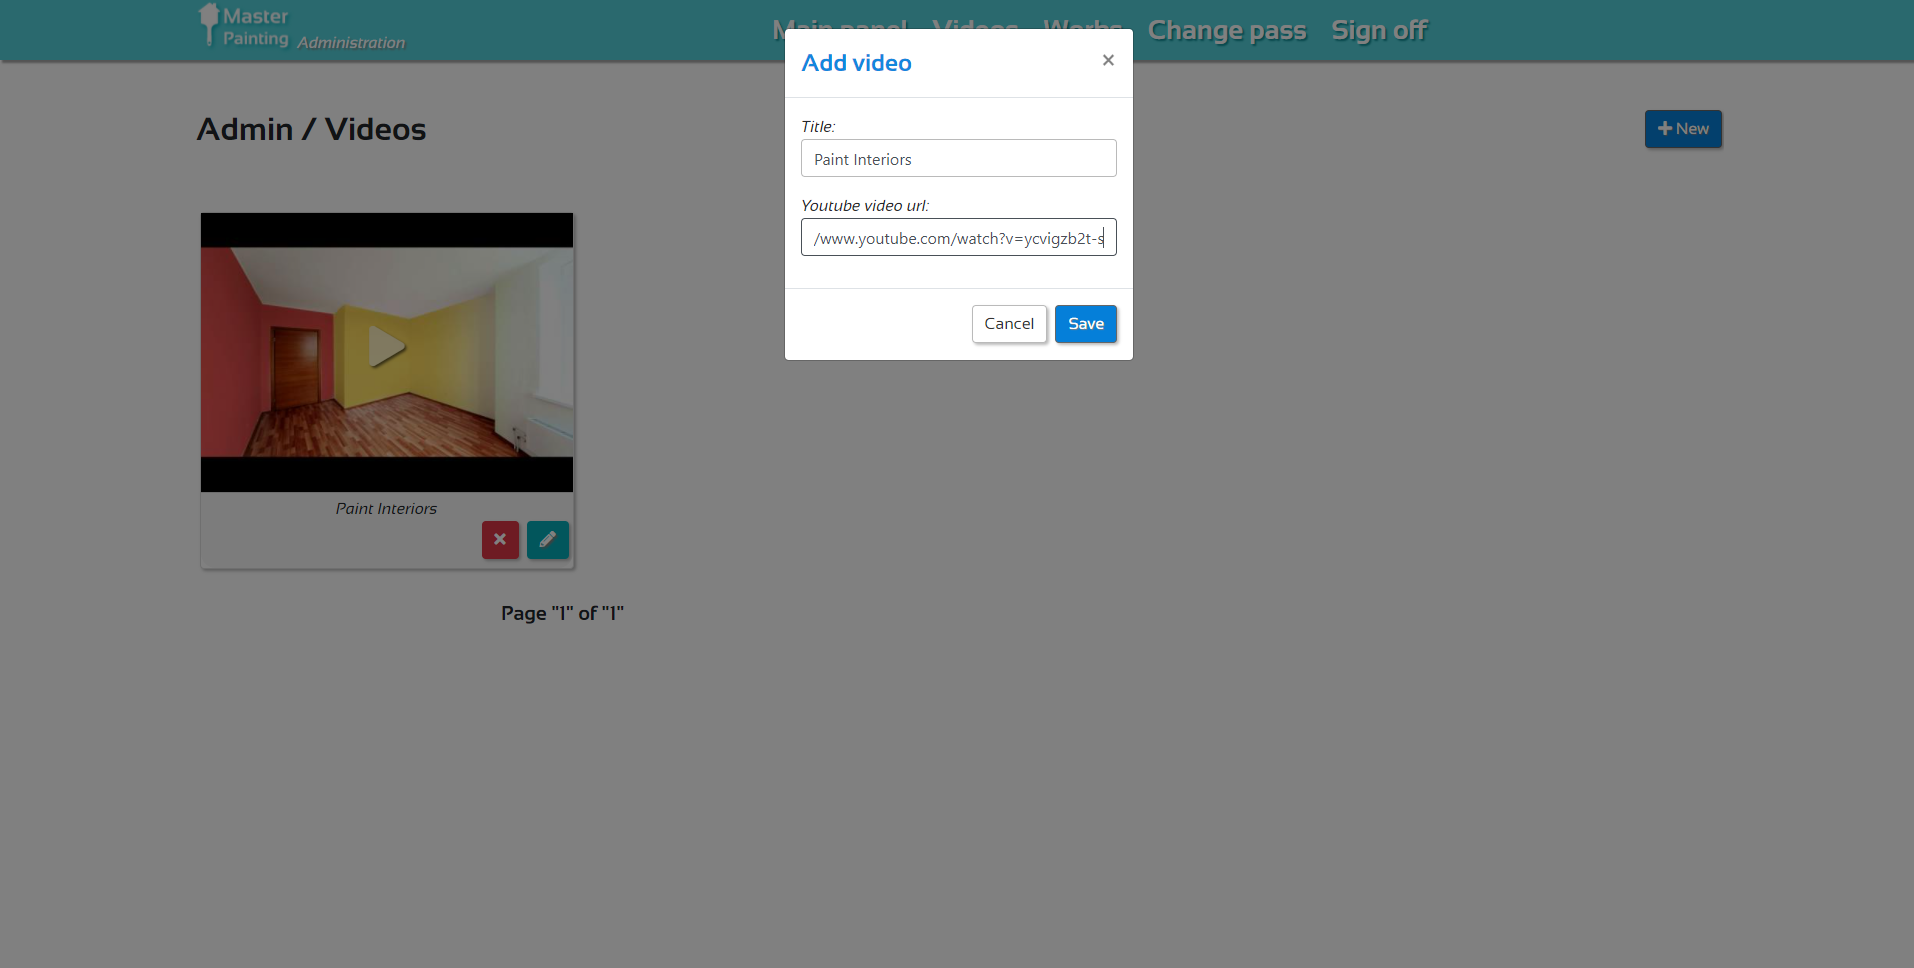 Master
Painting Administration
Main panel Videos Works Change pass Sign off
Add video ×
Admin / Videos
+ New
Title:
Paint Interiors
Youtube video url:
/www.youtube.com/watch?v=ycvigzb2t-s
Cancel Save
Paint Interiors
Page "1" of "1"